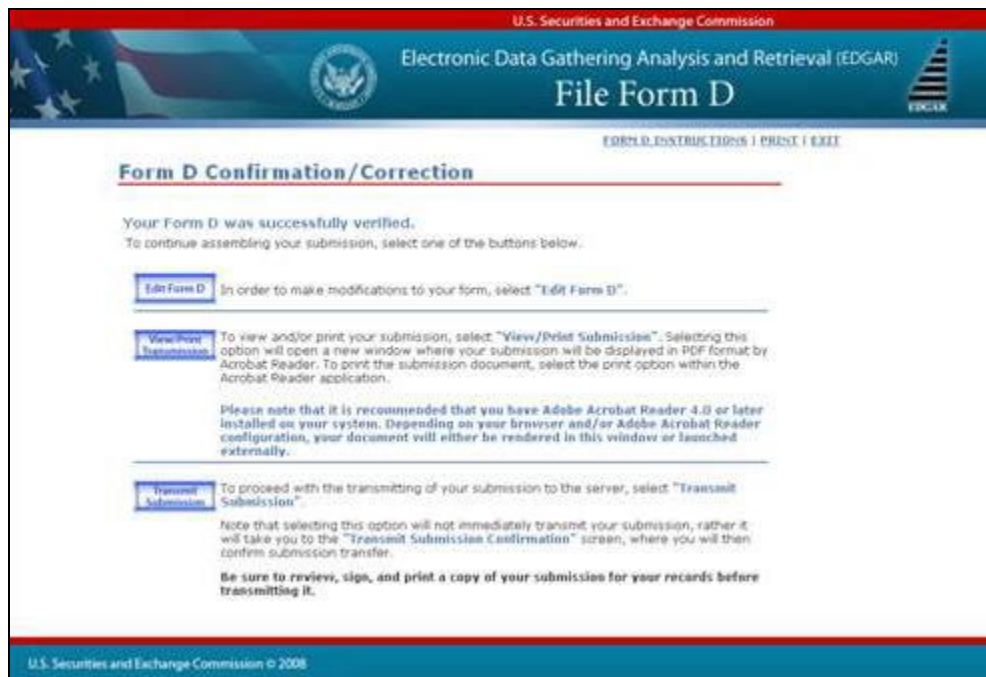 U.S. Securities and Exchange Commission
Electronic Data Gathering Analysis and Retrieval (EDGAR)
File Form D
EDGAR
FORM D INSTRUCTIONS | PRINT | EXIT
Form D Confirmation/Correction
Your Form D was successfully verified.
To continue assembling your submission, select one of the buttons below.
Edit Form D
In order to make modifications to your form, select "Edit Form D".
View/Print
Transmission
To view and/or print your submission, select "View/Print Submission". Selecting this
option will open a new window where your submission will be displayed in PDF format by
Acrobat Reader. To print the submission document, select the print option within the
Acrobat Reader application.
Please note that it is recommended that you have Adobe Acrobat Reader 4.0 or later
installed on your system. Depending on your browser and/or Adobe Acrobat Reader
configuration, your document will either be rendered in this window or launched
externally.
Transmit
Submission
To proceed with the transmitting of your submission to the server, select "Transmit
Submission".
Note that selecting this option will not immediately transmit your submission, rather it
will take you to the "Transmit Submission Confirmation" screen, where you will then
confirm submission transfer.
Be sure to review, sign, and print a copy of your submission for your records before
transmitting it.
U.S. Securities and Exchange Commission © 2008